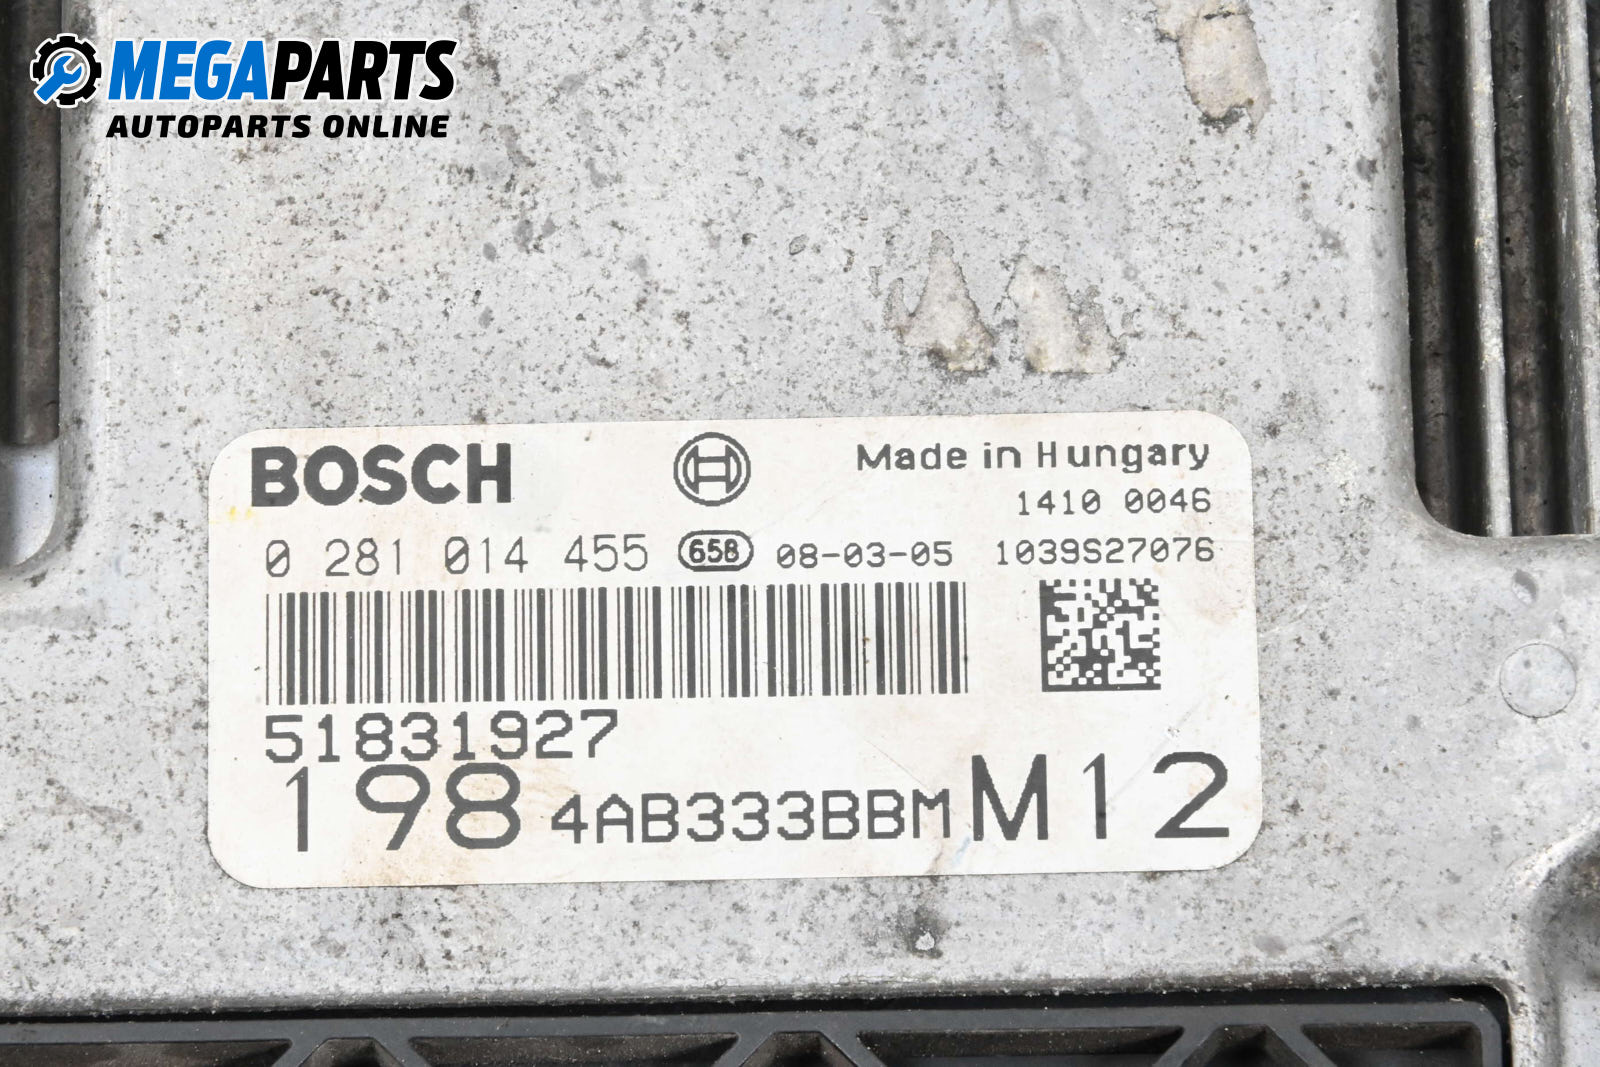 MEGAPARTS
AUTOPARTS ONLINE
BOSCH Made in Hungary
1410 0046
0 281 014 455 658 08-03-05 1039S27076
51831927
198 4AB333BBM M12